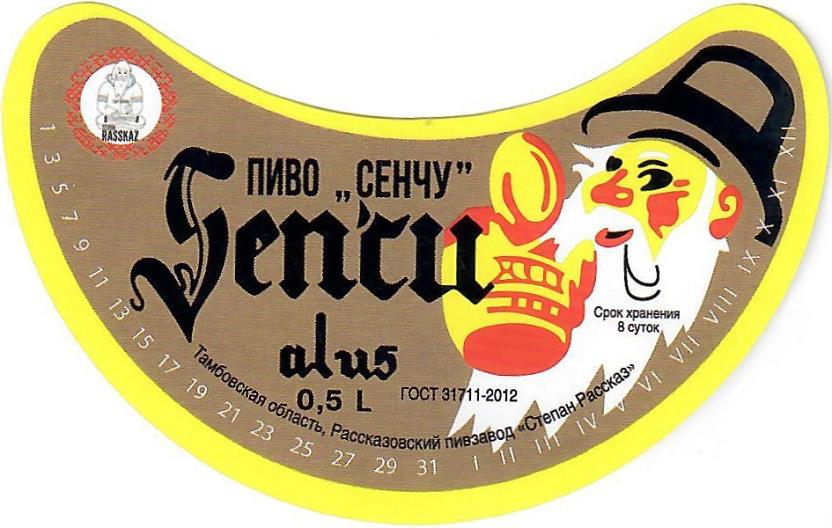 RASSKAZ
ПИВО „СЕНЧУ”
Senču
alus
0,5 L
ГОСТ 31711-2012
Срок хранения
8 суток
Тамбовская область, Рассказовский пивзавод «Степан Рассказ»
1 3 5 7 9 11 13 15 17 19 21 23 25 27 29 31 I II III IV V VI VII VIII IX X XI XII